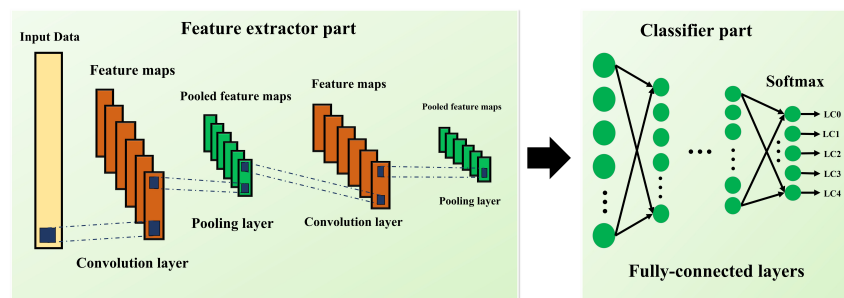 Feature extractor part
Input Data
Feature maps
Pooled feature maps
Feature maps
Pooled feature maps
Pooling layer
Convolution layer
Pooling layer
Convolution layer
Classifier part
Softmax
LC0
LC1
LC2
LC3
LC4
Fully-connected layers